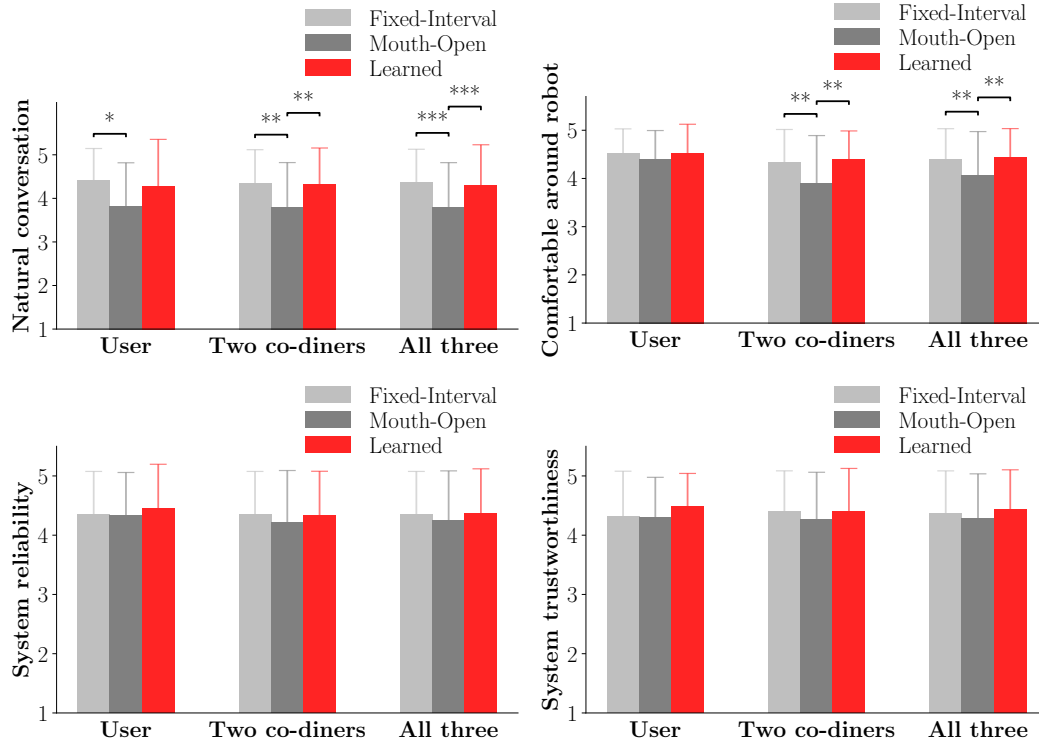 Fixed-Interval
Mouth-Open
Learned
Natural conversation
5
4
3
2
1
*
**
**
***
***
User
Two co-diners
All three
Fixed-Interval
Mouth-Open
Learned
Comfortable around robot
5
4
3
2
1
**
**
**
**
User
Two co-diners
All three
Fixed-Interval
Mouth-Open
Learned
System reliability
5
4
3
2
1
User
Two co-diners
All three
Fixed-Interval
Mouth-Open
Learned
System trustworthiness
5
4
3
2
1
User
Two co-diners
All three